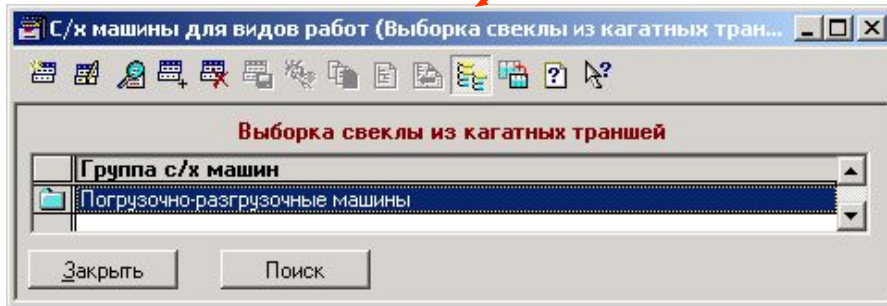 С/х машины для видов работ (Выборка свеклы из кагатных тран...
Выборка свеклы из кагатных траншей
Группа с/х машин
Погрузочно-разгрузочные машины
Закрыть Поиск